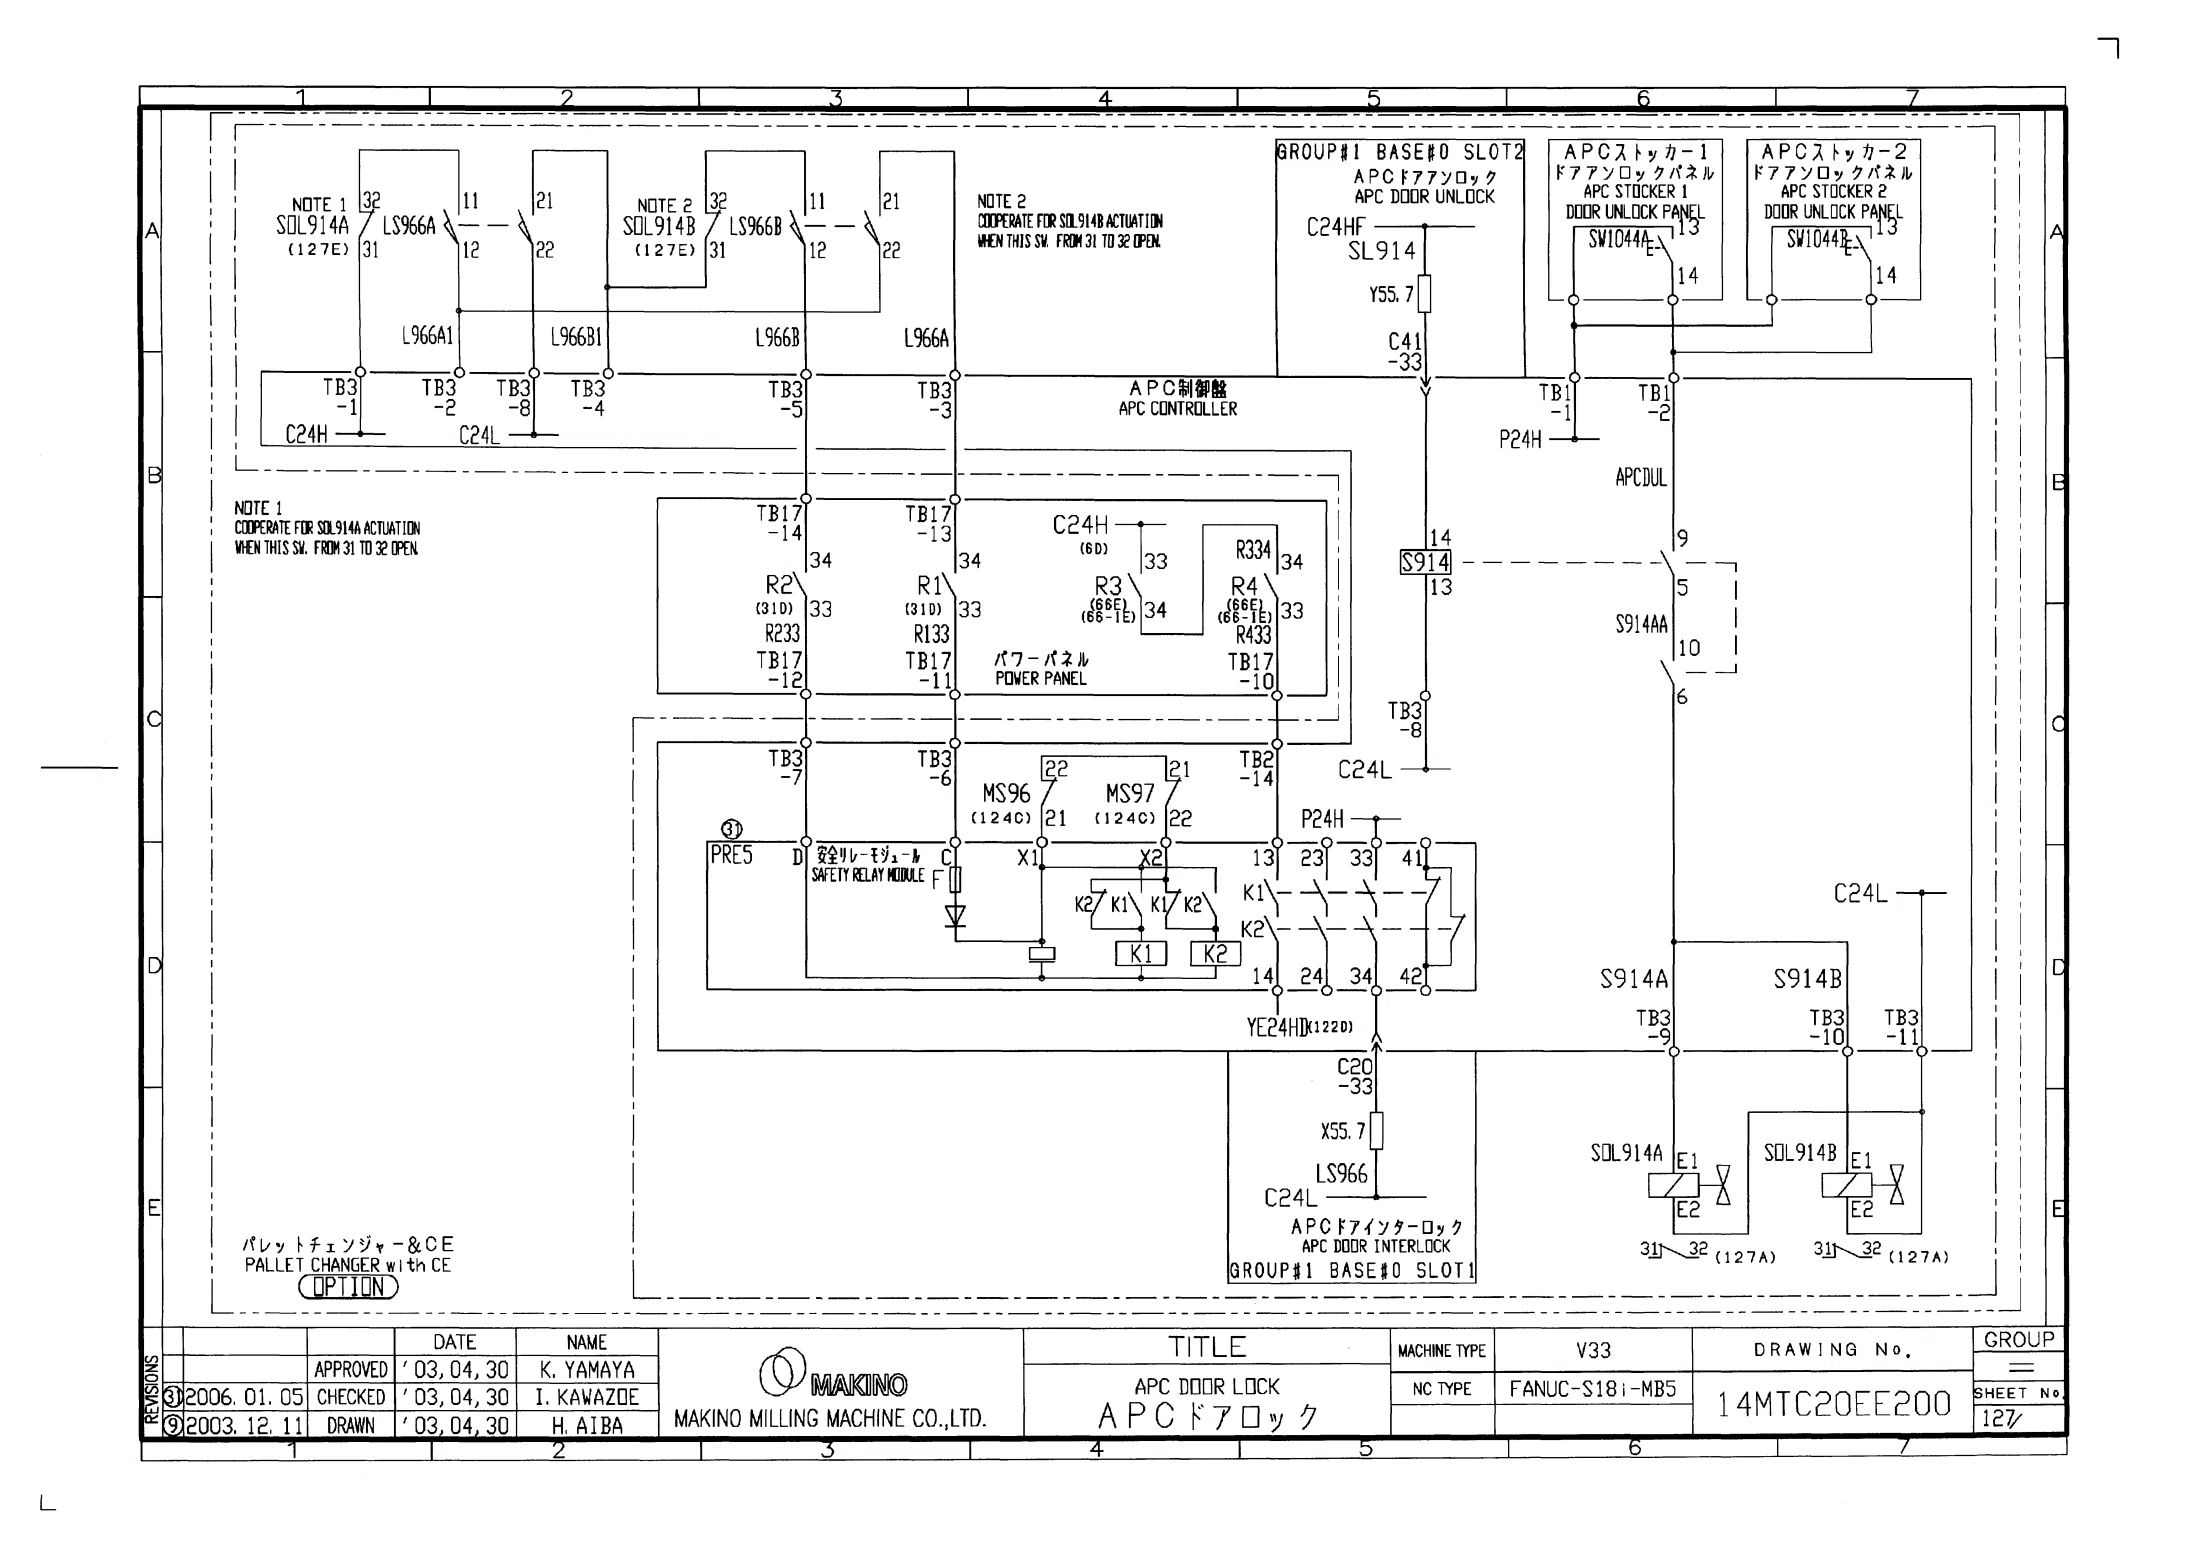 1 2 3 4 5 6 7
A
B
C
D
E
NOTE 1
SOL914A
(127E)
32
31
LS966A
11
12
21
22
NOTE 2
SOL914B
(127E)
32
31
LS966B
11
12
21
22
NOTE 2
COOPERATE FOR SOL914B ACTUATION
WHEN THIS SW. FROM 31 TO 32 OPEN.
GROUP#1 BASE#0 SLOT2
APCドアアンロック
APC DOOR UNLOCK
C24HF
SL914
Y55.7
C41
-33
APCストッカ-1
ドアアンロックパネル
APC STOCKER 1
DOOR UNLOCK PANEL
SW1044A
13
14
APCストッカ-2
ドアアンロックパネル
APC STOCKER 2
DOOR UNLOCK PANEL
SW1044B
13
14
L966A1
L966B1
L966B
L966A
TB3
-1
TB3
-2
TB3
-8
TB3
-4
TB3
-5
TB3
-3
C24H
C24L
APC制御盤
APC CONTROLLER
TB1
-1
TB1
-2
P24H
APCDUL
NOTE 1
COOPERATE FOR SOL914A ACTUATION
WHEN THIS SW. FROM 31 TO 32 OPEN.
TB17
-14
34
R2
(31D)
33
R233
TB17
-12
TB17
-13
34
R1
(31D)
33
R133
TB17
-11
C24H
(6D)
33
R3
(66E)
(66-1E)
34
R334
34
R4
(66E)
(66-1E)
33
R433
TB17
-10
パワーパネル
POWER PANEL
14
S914
13
9
5
S914AA
10
6
TB3
-8
C24L
TB3
-7
TB3
-6
TB2
-14
22
MS96
(124C)
21
21
MS97
(124C)
22
P24H
31
PRE5
D
安全リレーモジュール
SAFETY RELAY MODULE
C
F
X1
X2
K2 K1 K1 K2
K1
K2
13 23 33 41
K1
K2
14 24 34 42
YE24HD(122D)
C24L
S914A
S914B
TB3
-9
TB3
-10
TB3
-11
C20
-33
X55.7
LS966
C24L
APCドアインターロック
APC DOOR INTERLOCK
GROUP#1 BASE#0 SLOT1
SOL914A
E1
E2
31 32 (127A)
SOL914B
E1
E2
31 32 (127A)
パレットチェンジャー&CE
PALLET CHANGER with CE
OPTION
A
B
C
D
E
REVISIONS
DATE NAME
APPROVED '03,04,30 K. YAMAYA
31 2006. 01. 05 CHECKED '03,04,30 I. KAWAZOE
9 2003. 12. 11 DRAWN '03,04,30 H. AIBA
MAKINO
MAKINO MILLING MACHINE CO.,LTD.
TITLE
APC DOOR LOCK
APCドアロック
MACHINE TYPE V33
NC TYPE FANUC-S18i-MB5
DRAWING No.
14MTC20EE200
GROUP
=
SHEET No.
127/
1 2 3 4 5 6 7